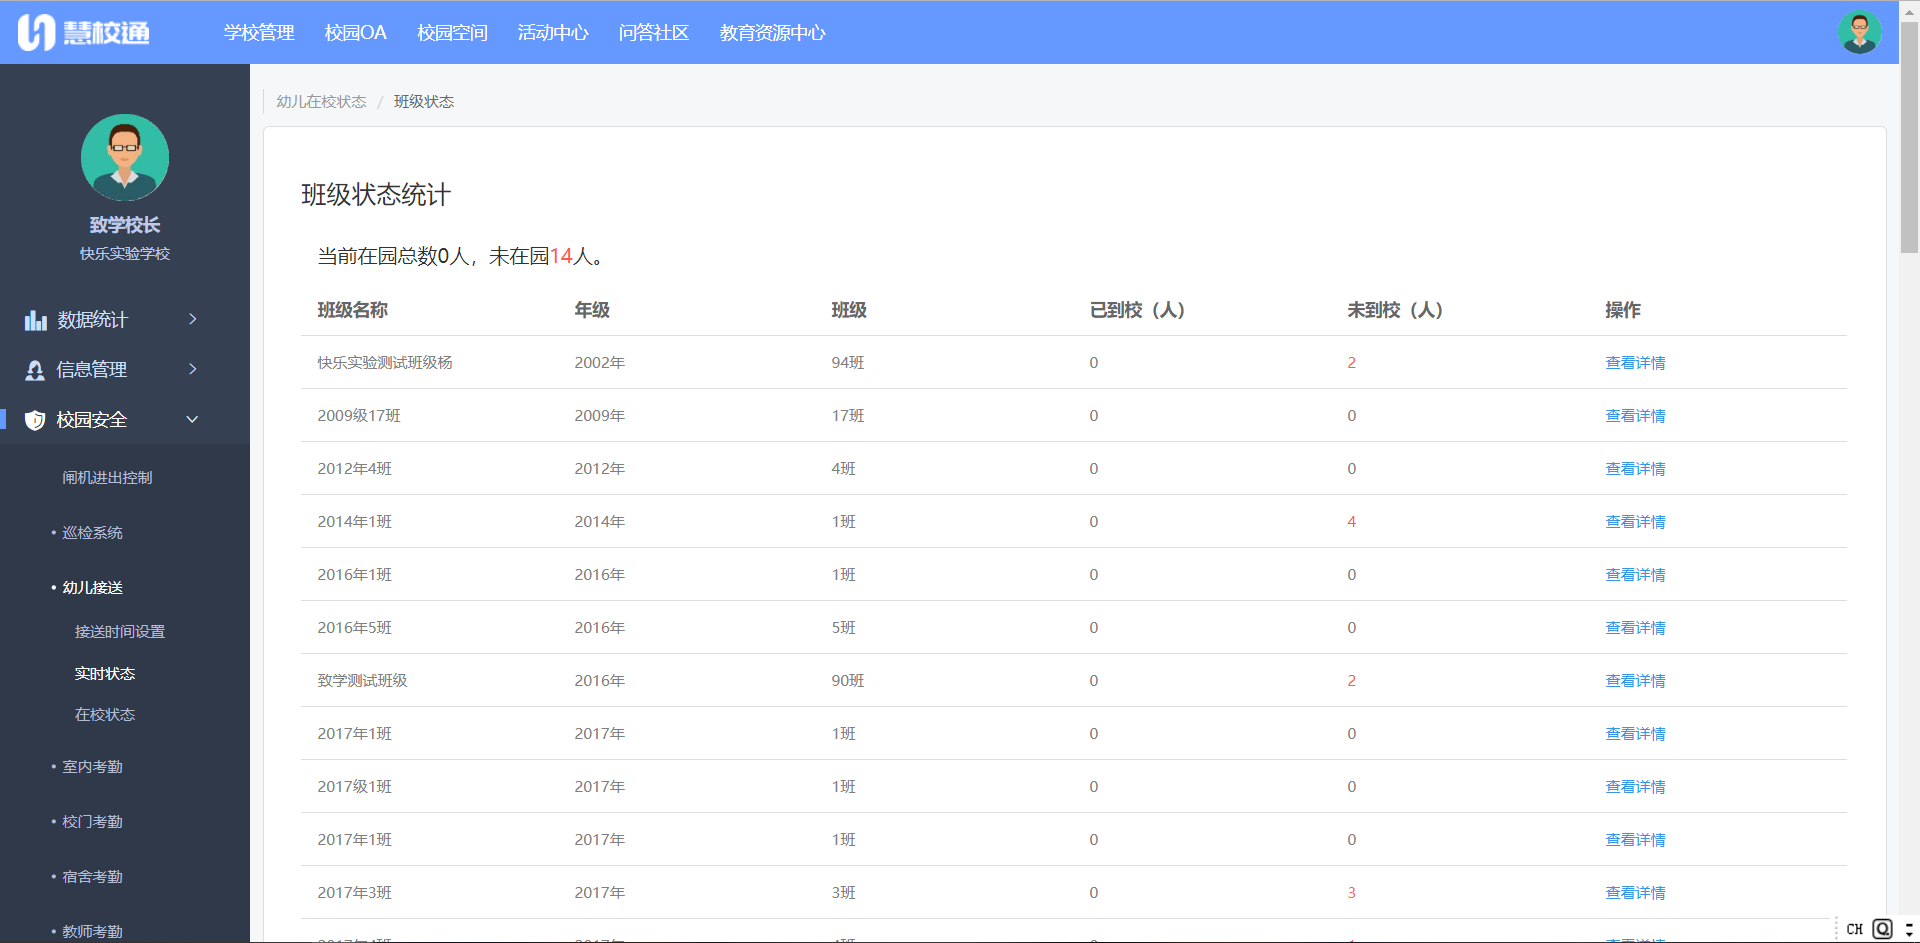 慧校通
学校管理 校园OA 校园空间 活动中心 问答社区 教育资源中心
致学校长
快乐实验学校
数据统计
信息管理
校园安全
闸机进出控制
• 巡检系统
• 幼儿接送
接送时间设置
实时状态
在校状态
• 室内考勤
• 校门考勤
• 宿舍考勤
• 教师考勤
幼儿在校状态 / 班级状态
班级状态统计
当前在园总数0人，未在园14人。
班级名称 年级 班级 已到校（人） 未到校（人） 操作
快乐实验测试班级杨 2002年 94班 0 2 查看详情
2009级17班 2009年 17班 0 0 查看详情
2012年4班 2012年 4班 0 0 查看详情
2014年1班 2014年 1班 0 4 查看详情
2016年1班 2016年 1班 0 0 查看详情
2016年5班 2016年 5班 0 0 查看详情
致学测试班级 2016年 90班 0 2 查看详情
2017年1班 2017年 1班 0 0 查看详情
2017级1班 2017年 1班 0 0 查看详情
2017年1班 2017年 1班 0 0 查看详情
2017年3班 2017年 3班 0 3 查看详情
CH